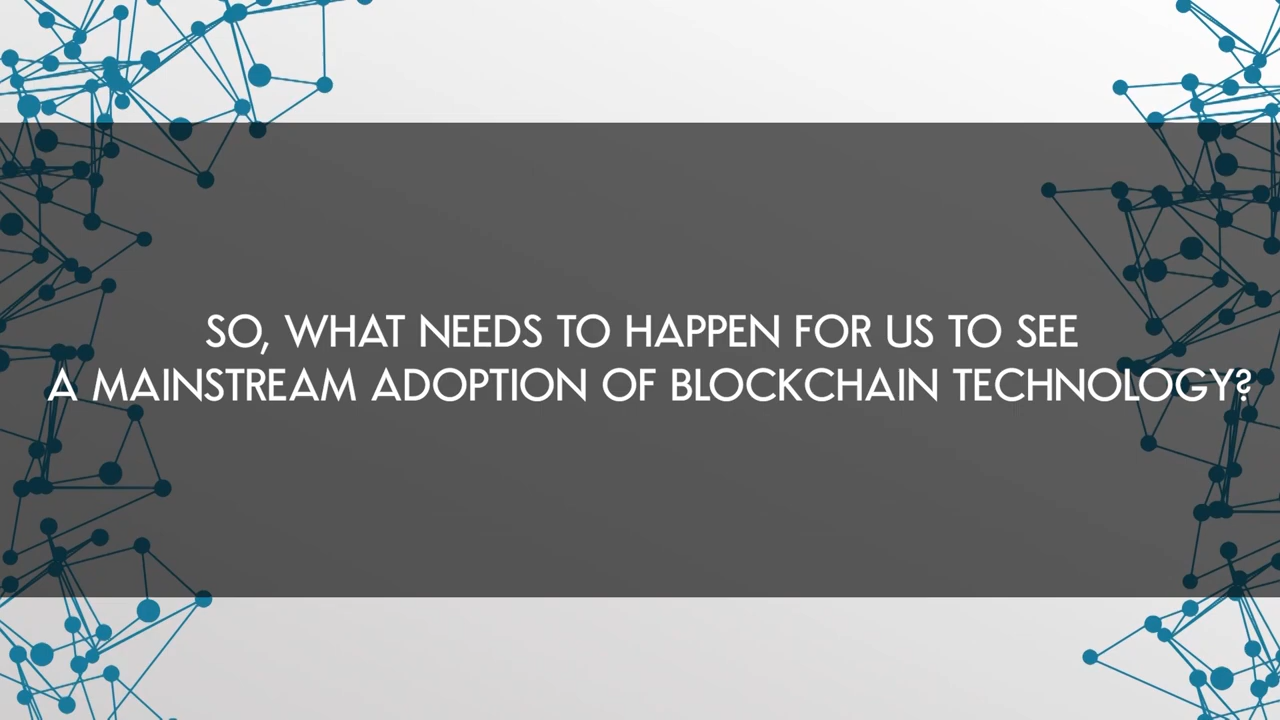 SO, WHAT NEEDS TO HAPPEN FOR US TO SEE
A MAINSTREAM ADOPTION OF BLOCKCHAIN TECHNOLOGY?